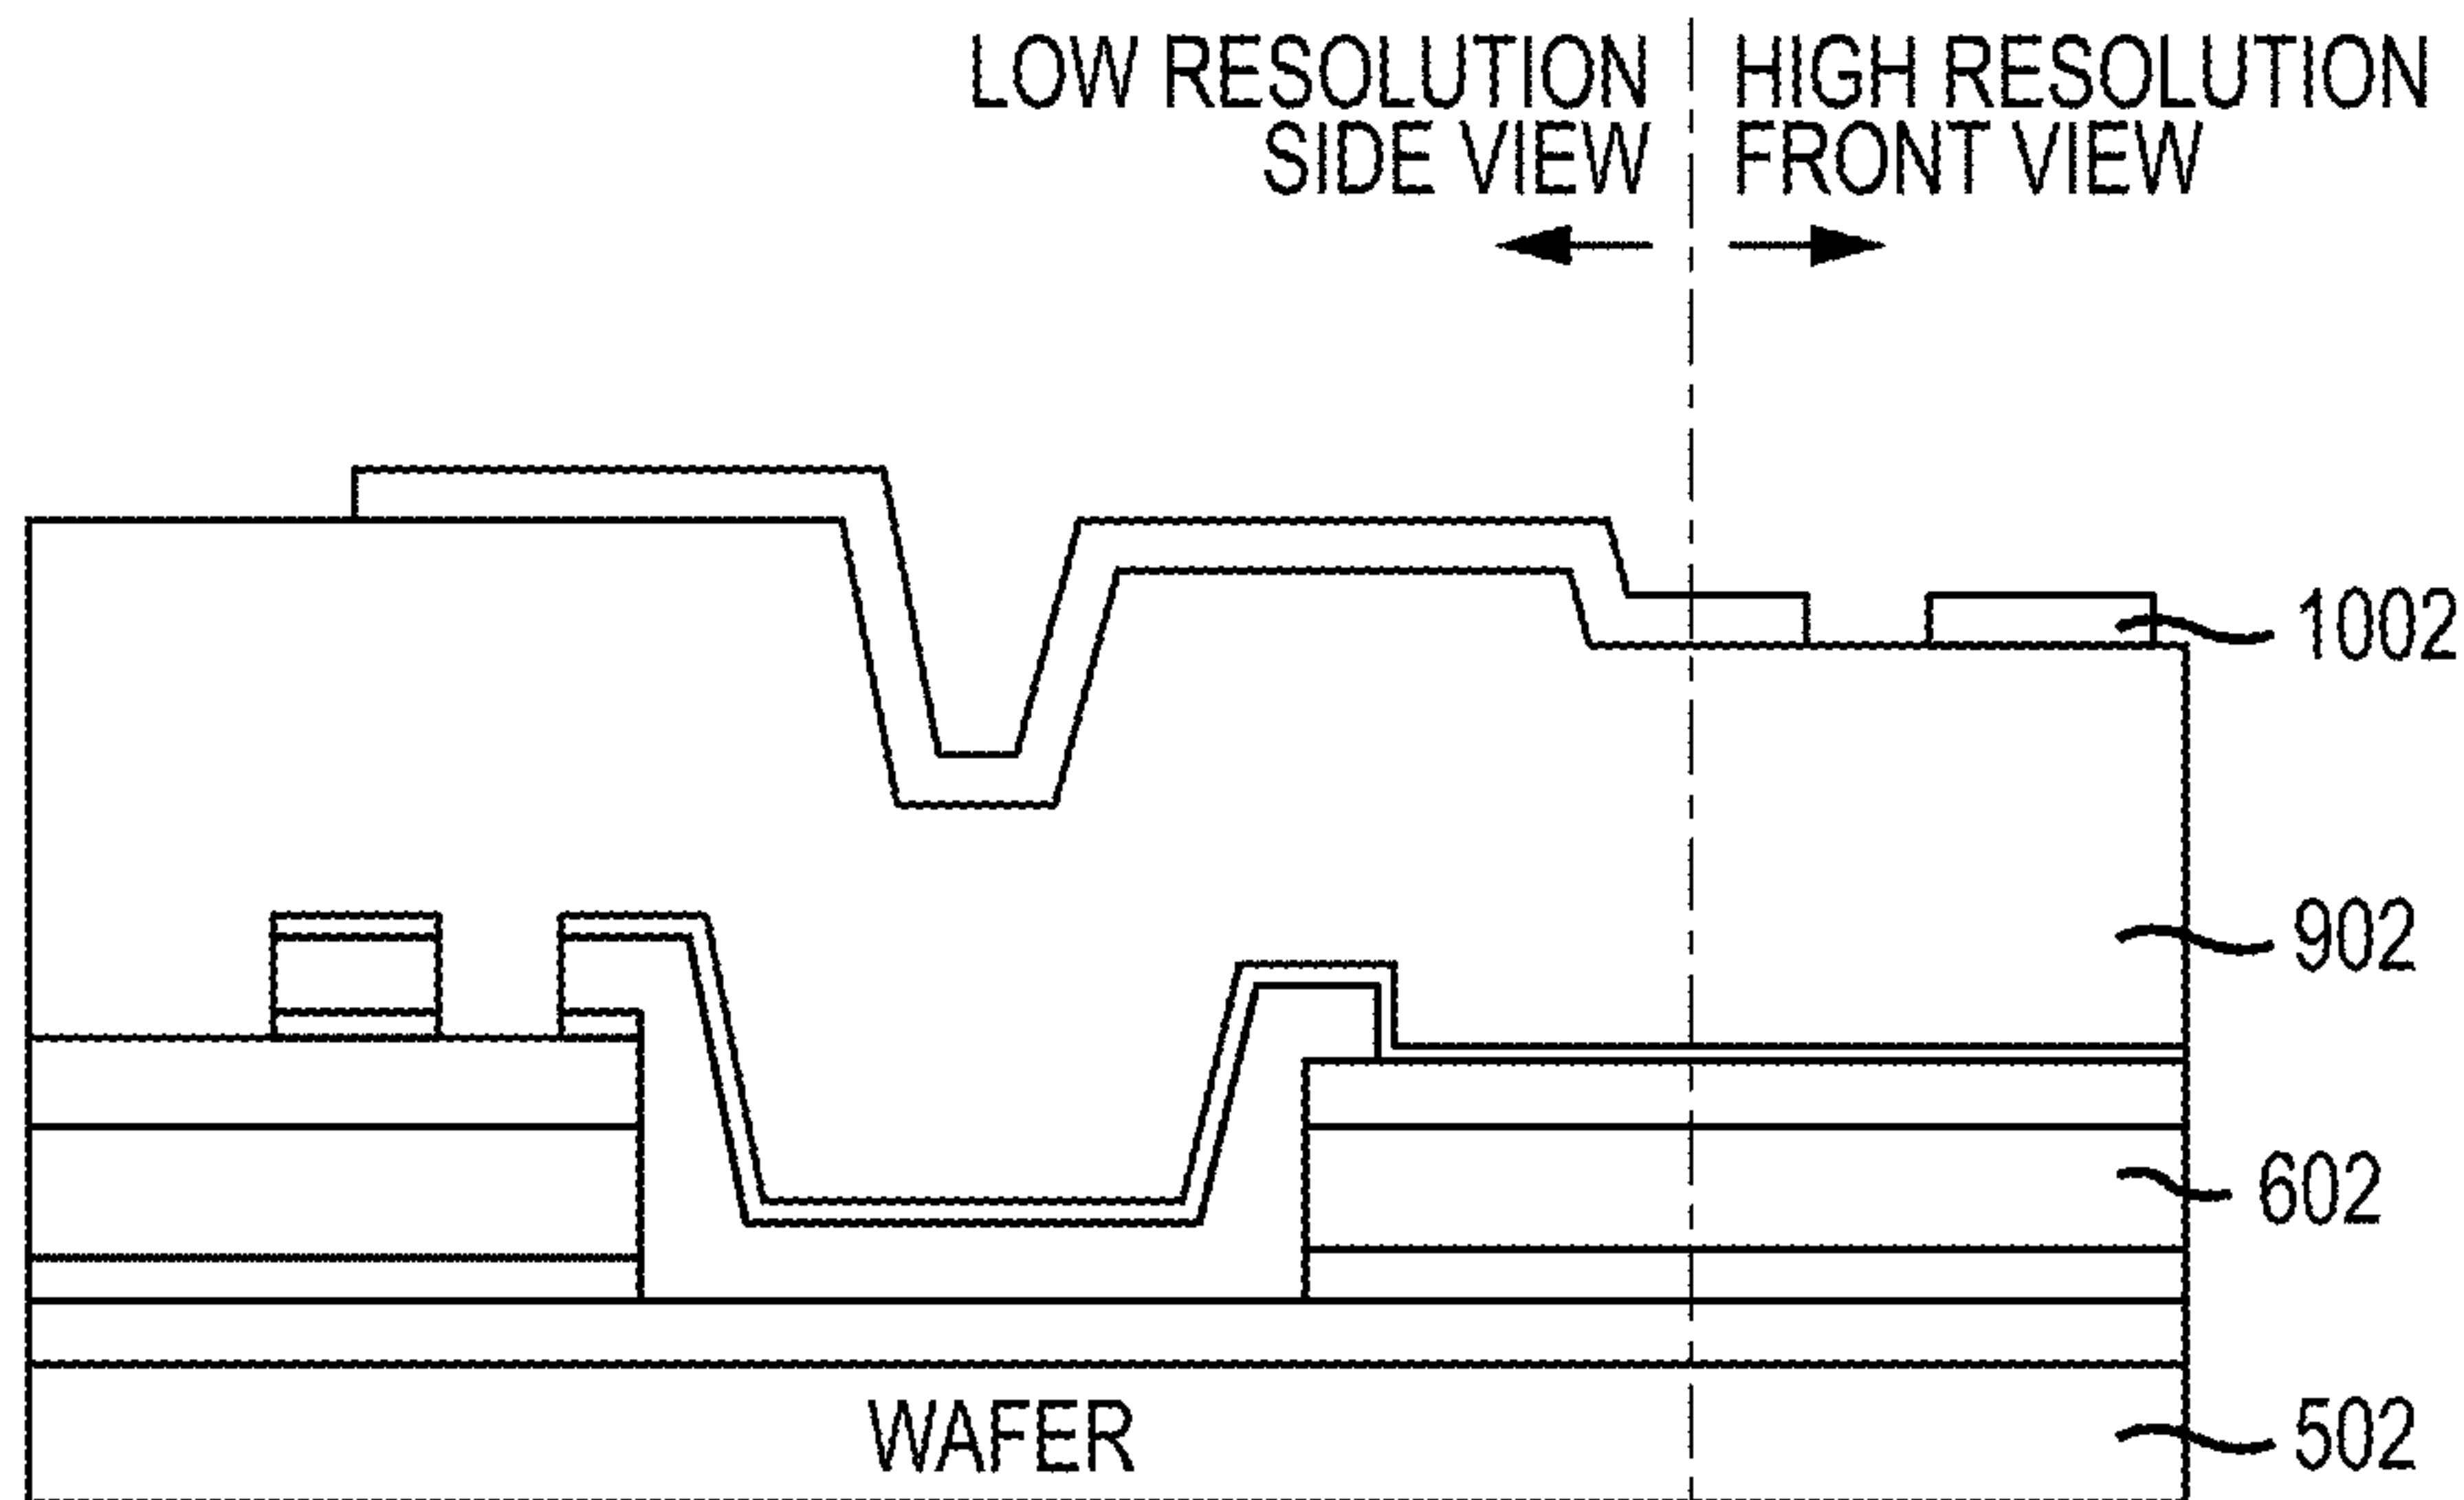 LOW RESOLUTION
SIDE VIEW
HIGH RESOLUTION
FRONT VIEW
1002
902
602
WAFER
502